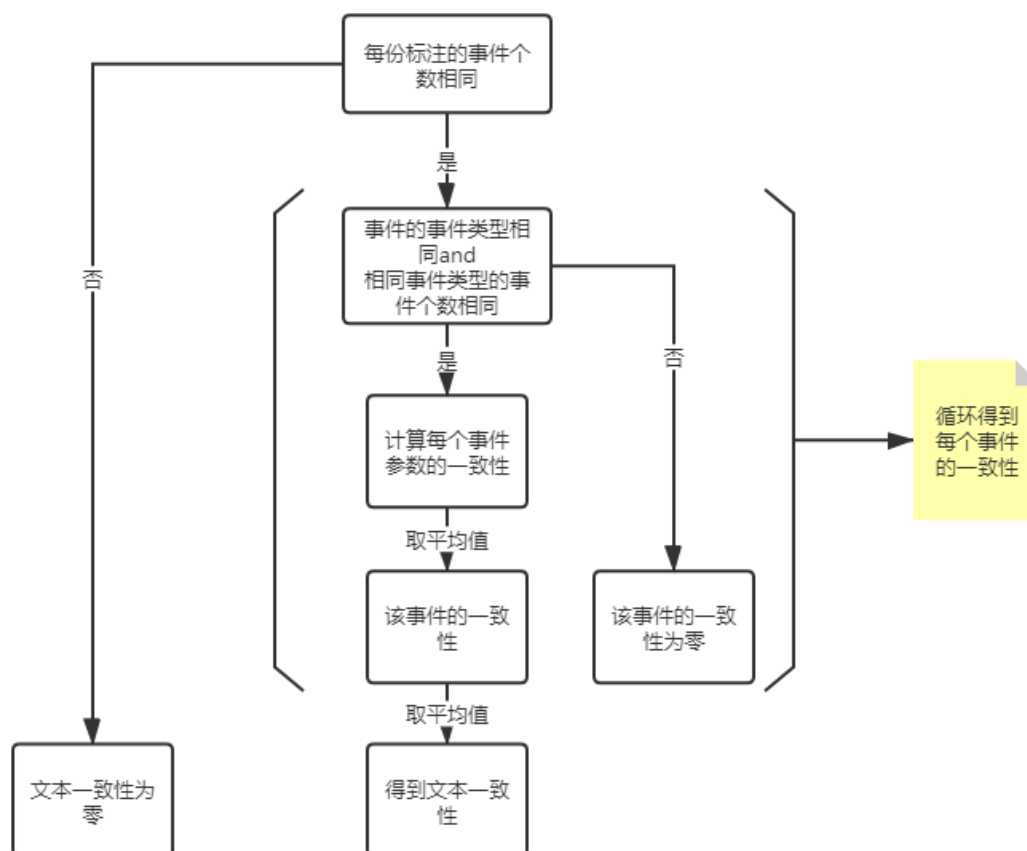 每份标注的事件个
数相同
是
否
事件的事件类型相
同and
相同事件类型的事
件个数相同
是
否
计算每个事件
参数的一致性
循环得到
每个事件
的一致性
取平均值
该事件的一致
性
该事件的一致
性为零
取平均值
文本一致性为
零
得到文本一致
性